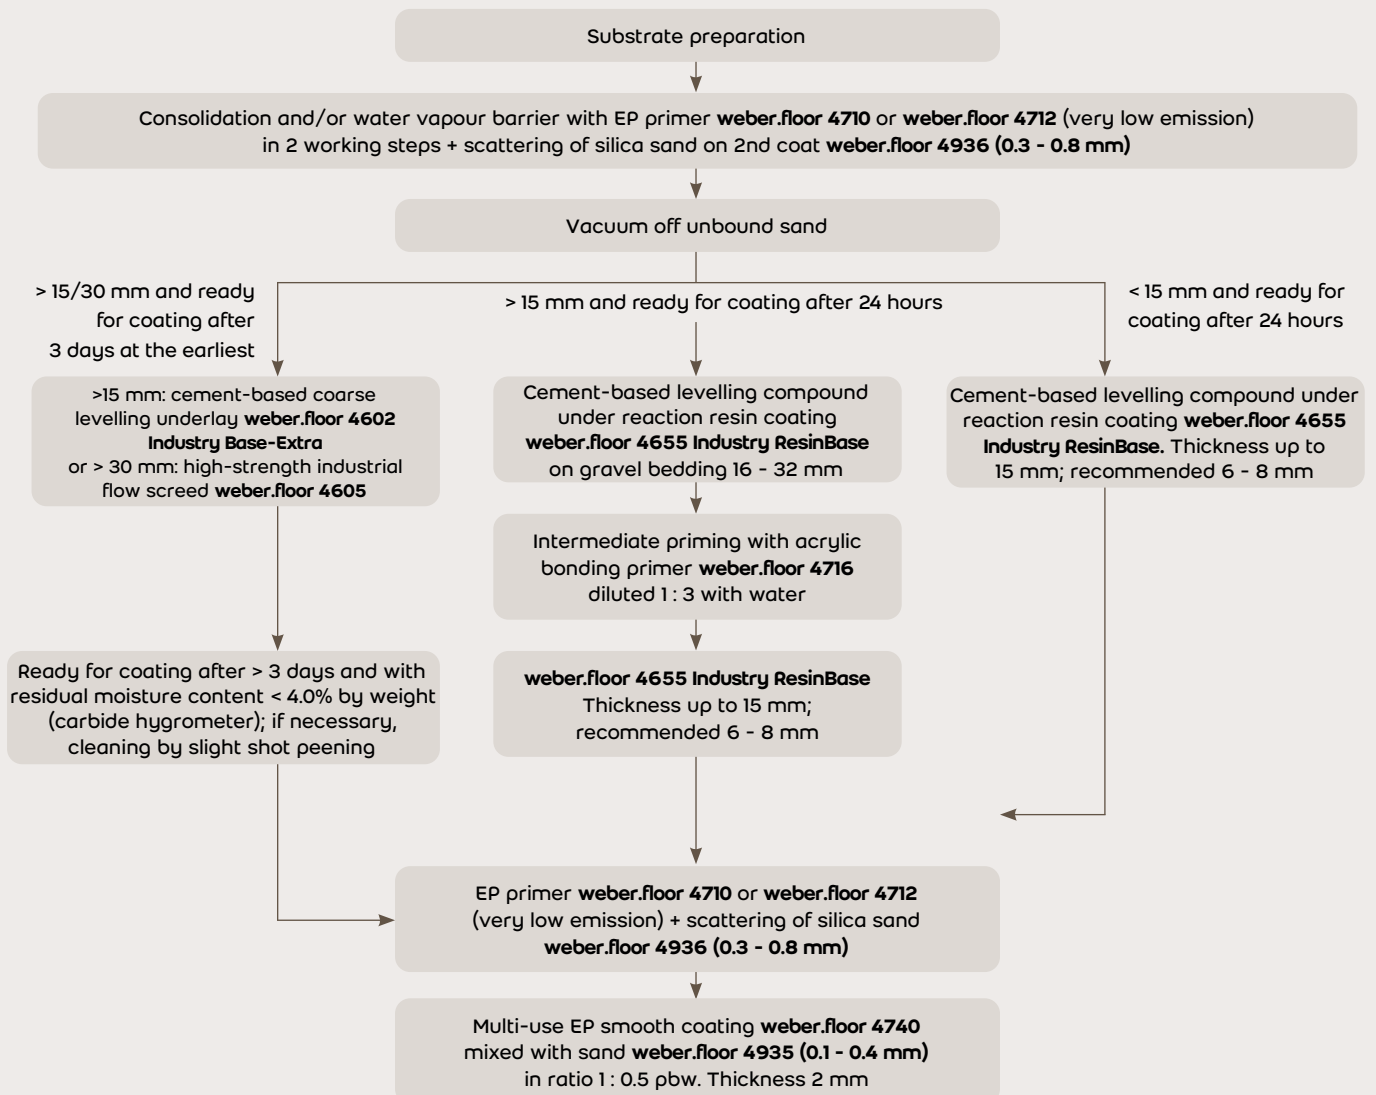 Substrate preparation
Consolidation and/or water vapour barrier with EP primer weber.floor 4710 or weber.floor 4712 (very low emission)
in 2 working steps + scattering of silica sand on 2nd coat weber.floor 4936 (0.3 - 0.8 mm)
Vacuum off unbound sand
> 15/30 mm and ready
for coating after
3 days at the earliest
> 15 mm and ready for coating after 24 hours
< 15 mm and ready for
coating after 24 hours
>15 mm: cement-based coarse
levelling underlay weber.floor 4602
Industry Base-Extra
or > 30 mm: high-strength industrial
flow screed weber.floor 4605
Cement-based levelling compound
under reaction resin coating
weber.floor 4655 Industry ResinBase
on gravel bedding 16 - 32 mm
Cement-based levelling compound under
reaction resin coating weber.floor 4655
Industry ResinBase. Thickness up to
15 mm; recommended 6 - 8 mm
Intermediate priming with acrylic
bonding primer weber.floor 4716
diluted 1 : 3 with water
Ready for coating after > 3 days and with
residual moisture content < 4.0% by weight
(carbide hygrometer); if necessary,
cleaning by slight shot peening
weber.floor 4655 Industry ResinBase
Thickness up to 15 mm;
recommended 6 - 8 mm
EP primer weber.floor 4710 or weber.floor 4712
(very low emission) + scattering of silica sand
weber.floor 4936 (0.3 - 0.8 mm)
Multi-use EP smooth coating weber.floor 4740
mixed with sand weber.floor 4935 (0.1 - 0.4 mm)
in ratio 1 : 0.5 pbw. Thickness 2 mm